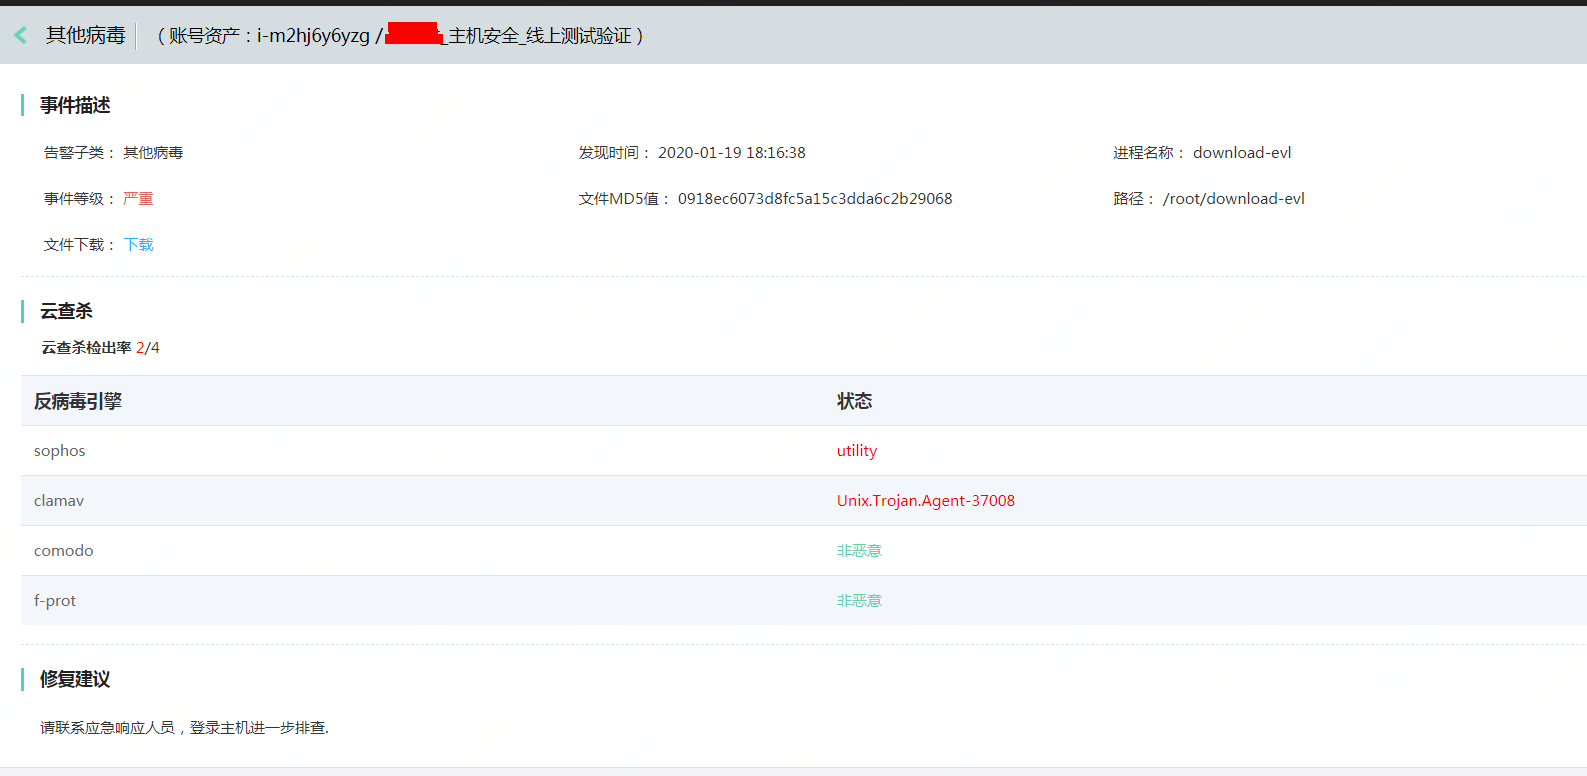 其他病毒 （ 账号资产：i-m2hj6y6yzg / _主机安全_线上测试验证 ）
事件描述
告警子类： 其他病毒 发现时间： 2020-01-19 18:16:38 进程名称： download-evl
事件等级： 严重 文件MD5值： 0918ec6073d8fc5a15c3dda6c2b29068 路径： /root/download-evl
文件下载： 下载
云查杀
云查杀检出率 2/4
反病毒引擎 状态
sophos utility
clamav Unix.Trojan.Agent-37008
comodo 非恶意
f-prot 非恶意
修复建议
请联系应急响应人员，登录主机进一步排查.